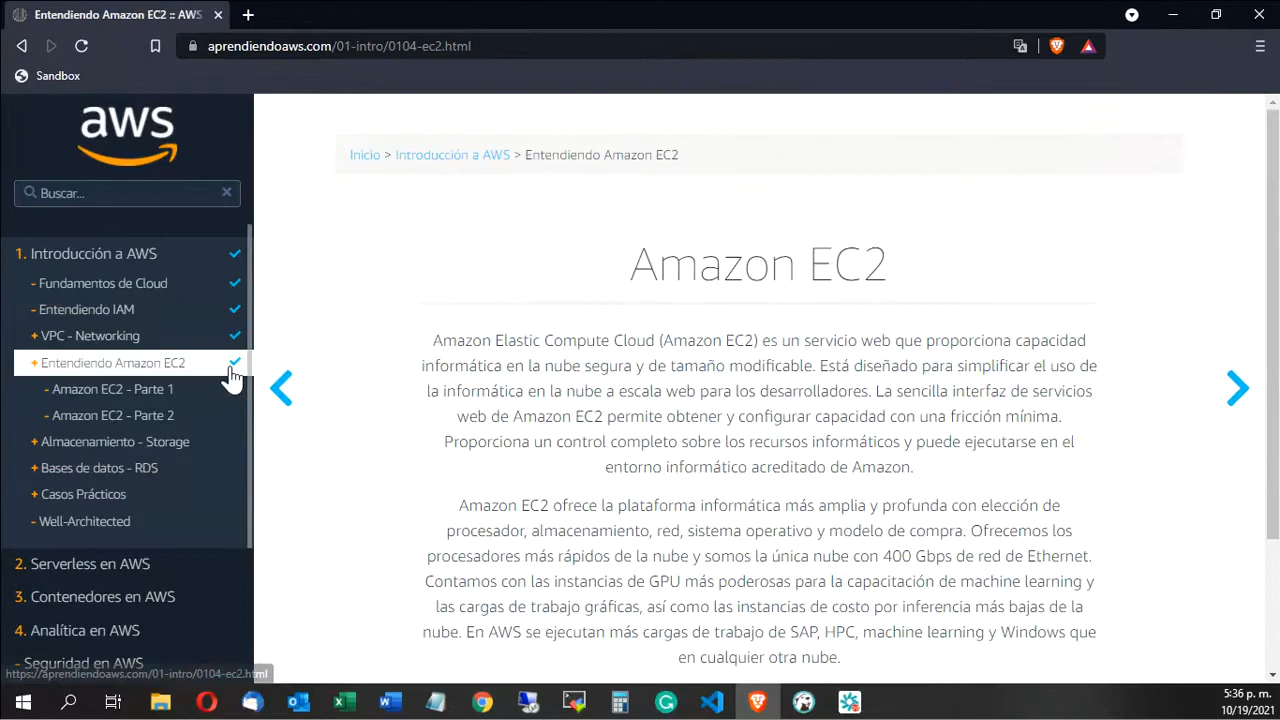 Entendiendo Amazon EC2 :: AWS
aprendiendoaws.com/01-intro/0104-ec2.html
Sandbox
aws
Buscar...
1. Introducción a AWS
- Fundamentos de Cloud
- Entendiendo IAM
+ VPC - Networking
+ Entendiendo Amazon EC2
- Amazon EC2 - Parte 1
- Amazon EC2 - Parte 2
+ Almacenamiento - Storage
+ Bases de datos - RDS
+ Casos Prácticos
- Well-Architected
2. Serverless en AWS
3. Contenedores en AWS
4. Analítica en AWS
Seguridad en AWS
https://aprendiendoaws.com/01-intro/0104-ec2.html
Inicio > Introducción a AWS > Entendiendo Amazon EC2
Amazon EC2
Amazon Elastic Compute Cloud (Amazon EC2) es un servicio web que proporciona capacidad
informática en la nube segura y de tamaño modificable. Está diseñado para simplificar el uso de
la informática en la nube a escala web para los desarrolladores. La sencilla interfaz de servicios
web de Amazon EC2 permite obtener y configurar capacidad con una fricción mínima.
Proporciona un control completo sobre los recursos informáticos y puede ejecutarse en el
entorno informático acreditado de Amazon.
Amazon EC2 ofrece la plataforma informática más amplia y profunda con elección de
procesador, almacenamiento, red, sistema operativo y modelo de compra. Ofrecemos los
procesadores más rápidos de la nube y somos la única nube con 400 Gbps de red de Ethernet.
Contamos con las instancias de GPU más poderosas para la capacitación de machine learning y
las cargas de trabajo gráficas, así como las instancias de costo por inferencia más bajas de la
nube. En AWS se ejecutan más cargas de trabajo de SAP, HPC, machine learning y Windows que
en cualquier otra nube.
5:36 p. m.
10/19/2021